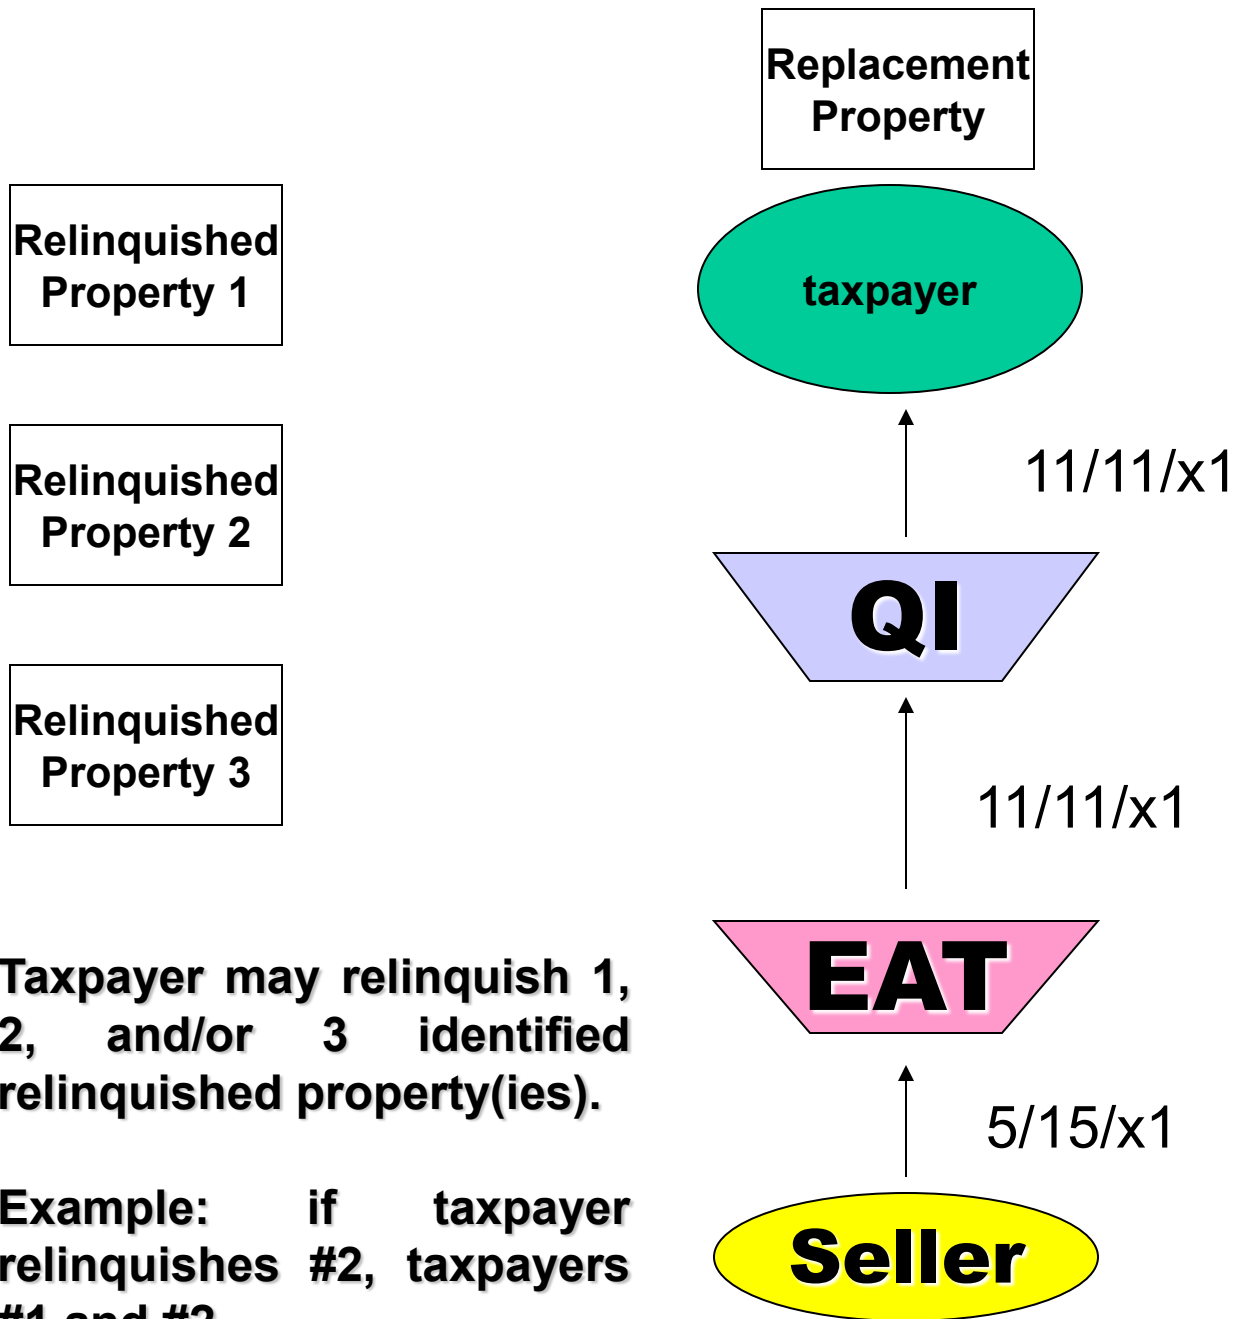 Replacement
Property
Relinquished
Property 1
taxpayer
11/11/x1
Relinquished
Property 2
QI
Relinquished
Property 3
11/11/x1
EAT
Taxpayer may relinquish 1,
2, and/or 3 identified
relinquished property(ies).
5/15/x1
Example: if taxpayer
relinquishes #2, taxpayers
Seller
#1 and